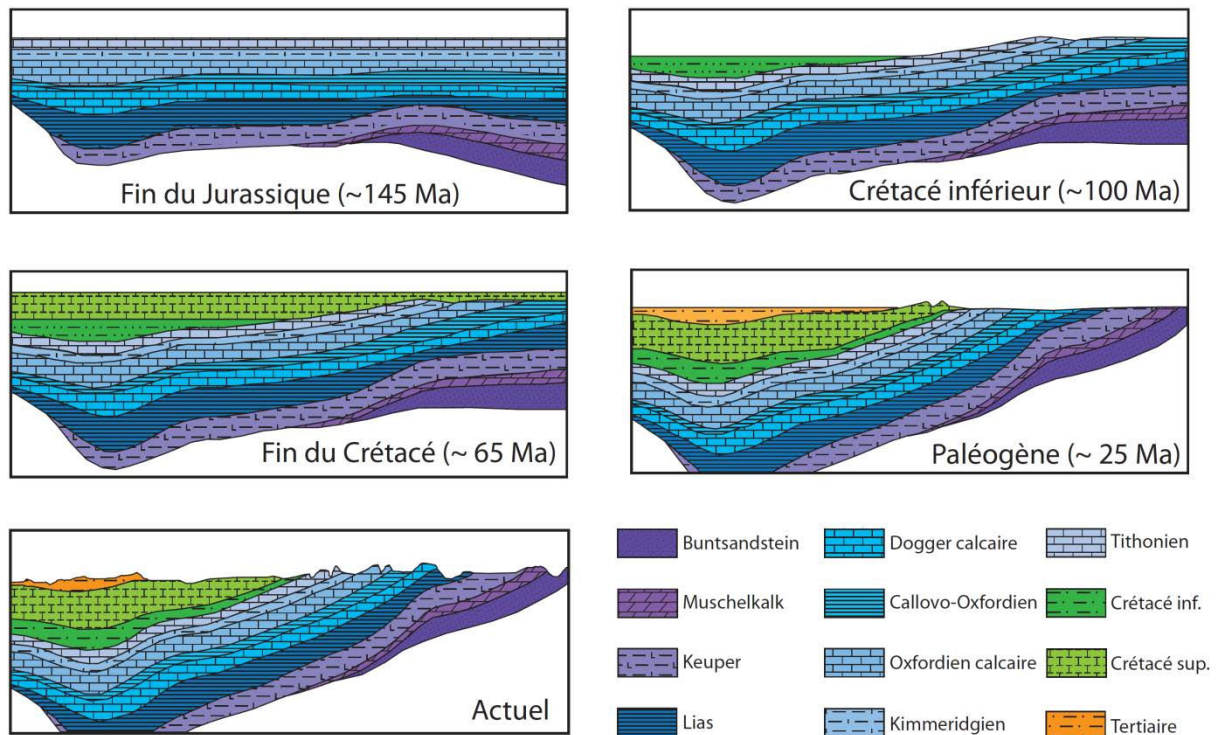 Fin du Jurassique (~145 Ma)
Crétacé inférieur (~100 Ma)
Fin du Crétacé (~ 65 Ma)
Paléogène (~ 25 Ma)
Actuel
Buntsandstein
Dogger calcaire
Tithonien
Muschelkalk
Callovo-Oxfordien
Crétacé inf.
Keuper
Oxfordien calcaire
Crétacé sup.
Lias
Kimmeridgien
Tertiaire